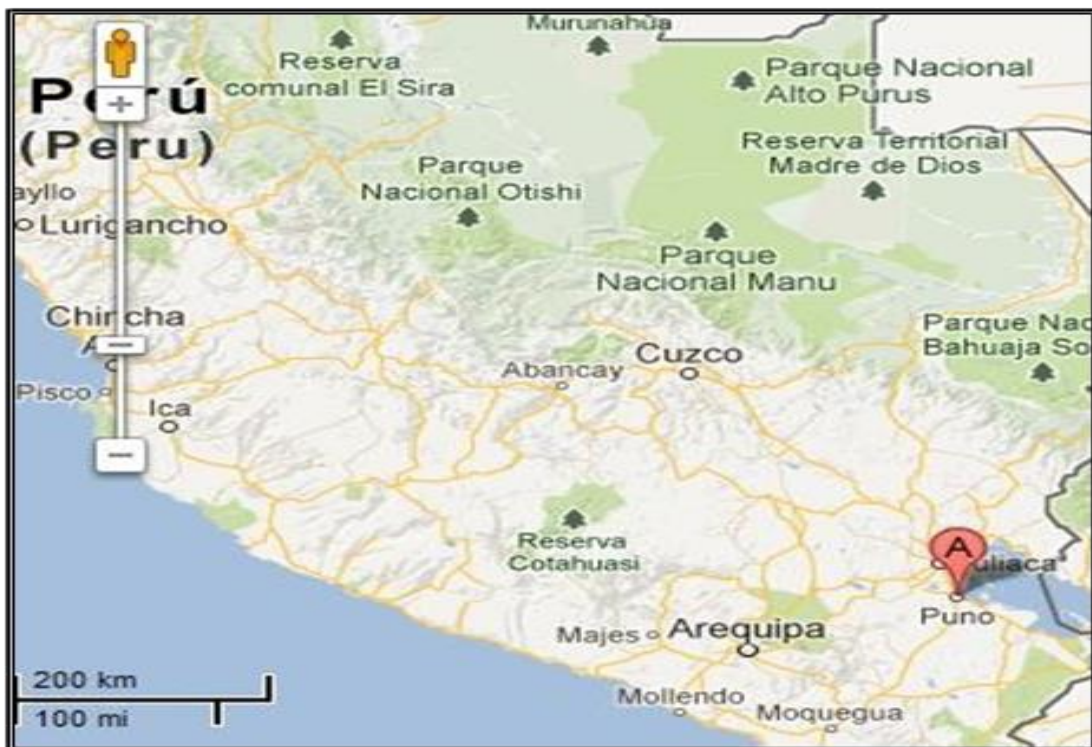 Murunahua
Reserva
comunal El Sira
Parque Nacional
Alto Purus
Perú
(Peru)
Reserva Territorial
Madre de Dios
Parque
Nacional Otishi
ayllo
Lurigancho
Parque
Nacional Manu
Chincha
A
Parque Nac
Bahuaja So
Cuzco
Abancay
Pisco
Ica
Reserva
Cotahuasi
A
uliaca
Puno
Majes
Arequipa
200 km
100 mi
Mollendo
Moquegua